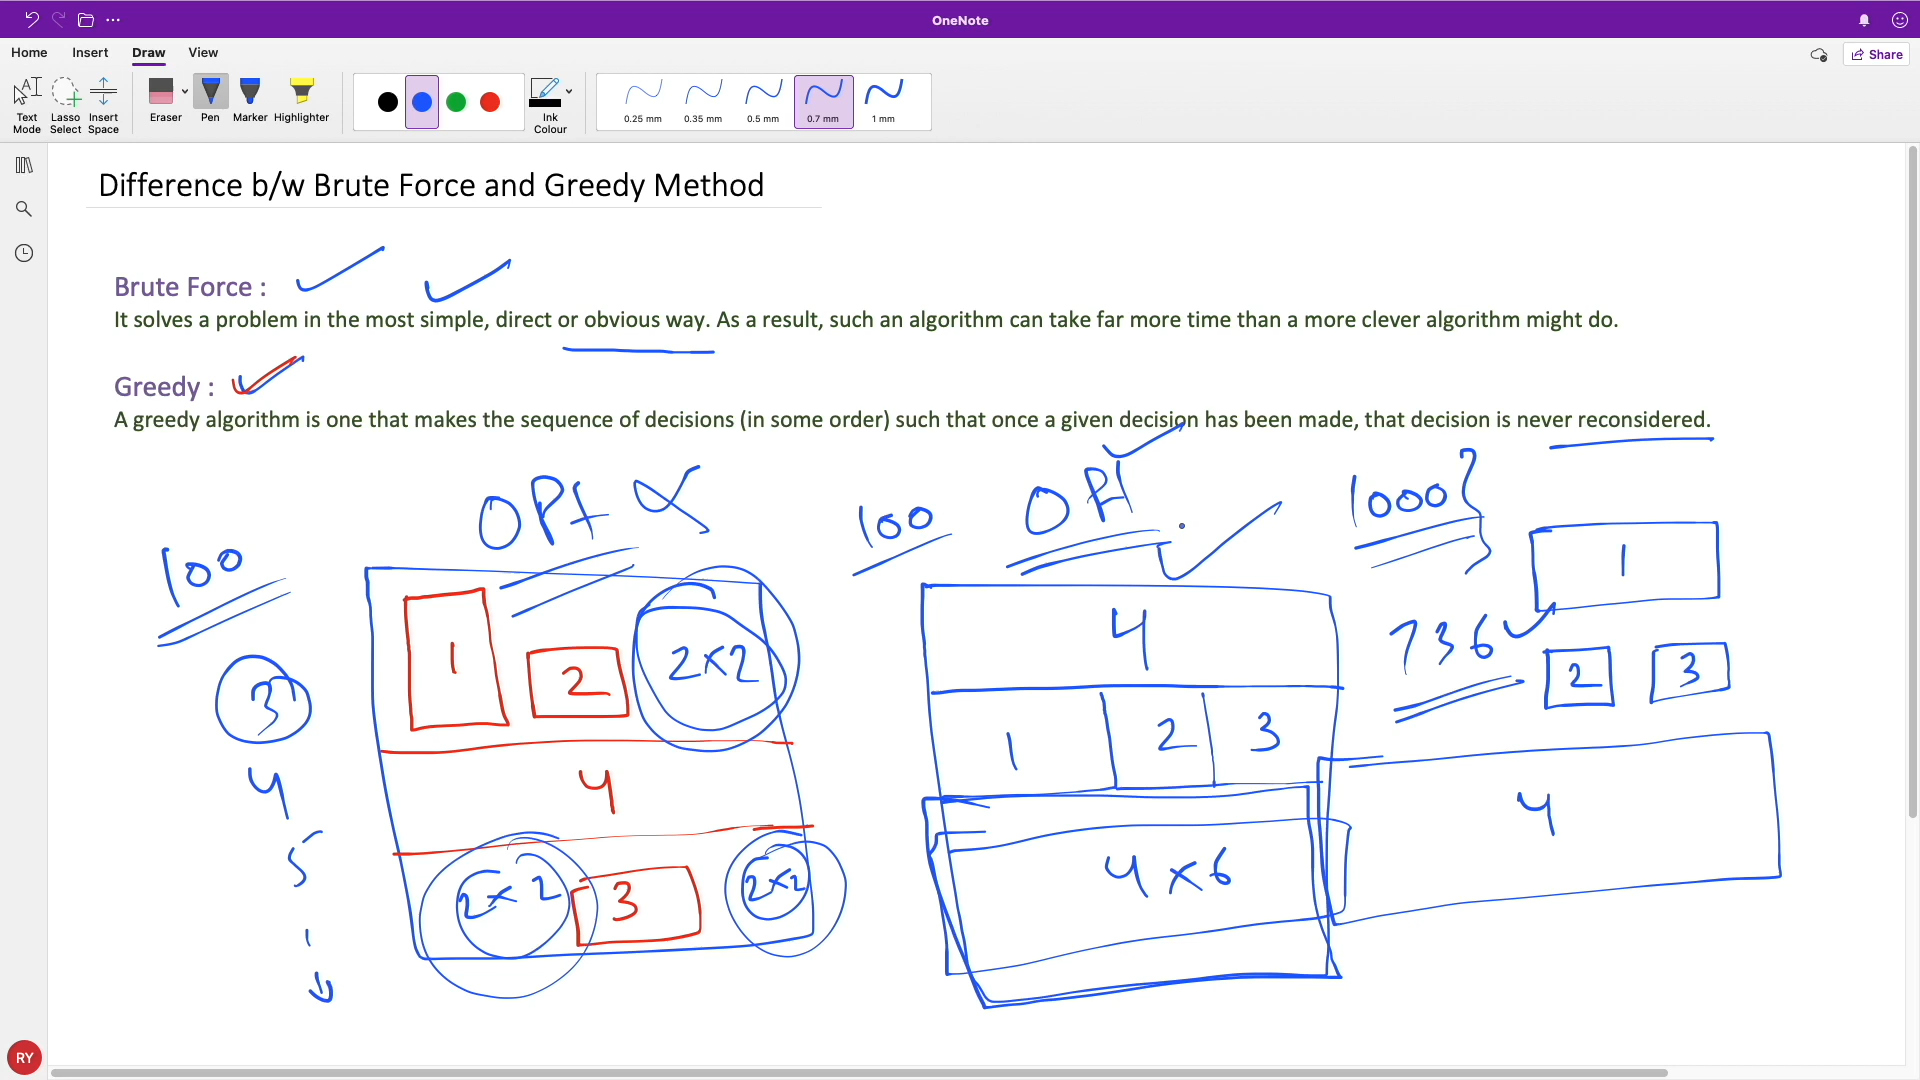 OneNote
Home Insert Draw View
Share
Text Mode
Lasso Select
Insert Space
Eraser
Pen
Marker
Highlighter
Ink Colour
0.25 mm
0.35 mm
0.5 mm
0.7 mm
1 mm
Difference b/w Brute Force and Greedy Method
Brute Force :
It solves a problem in the most simple, direct or obvious way. As a result, such an algorithm can take far more time than a more clever algorithm might do.
Greedy :
A greedy algorithm is one that makes the sequence of decisions (in some order) such that once a given decision has been made, that decision is never reconsidered.
100
3
4
5
OPt
1
2
2x2
4
2x2
3
2x2
100
OPt
4
1
2
3
4x6
1000
736
1
2
3
4
RY